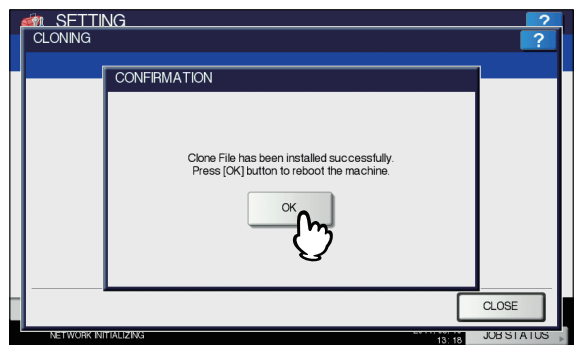 SETTING
?
CLONING
?
CONFIRMATION
Clone File has been installed successfully.
Press [OK] button to reboot the machine.
OK
CLOSE
NETWORK INITIALIZING
13: 18
JOB STATUS